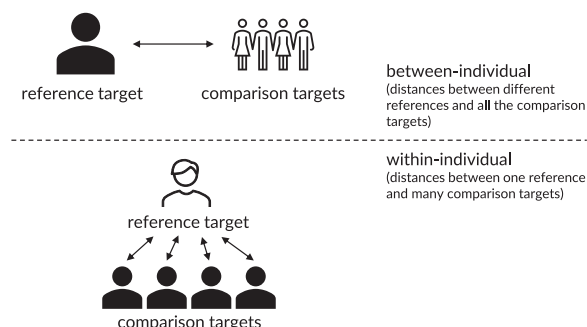 reference target
comparison targets
between-individual
(distances between different
references and all the comparison
targets)
within-individual
(distances between one reference
and many comparison targets)
reference target
comparison targets